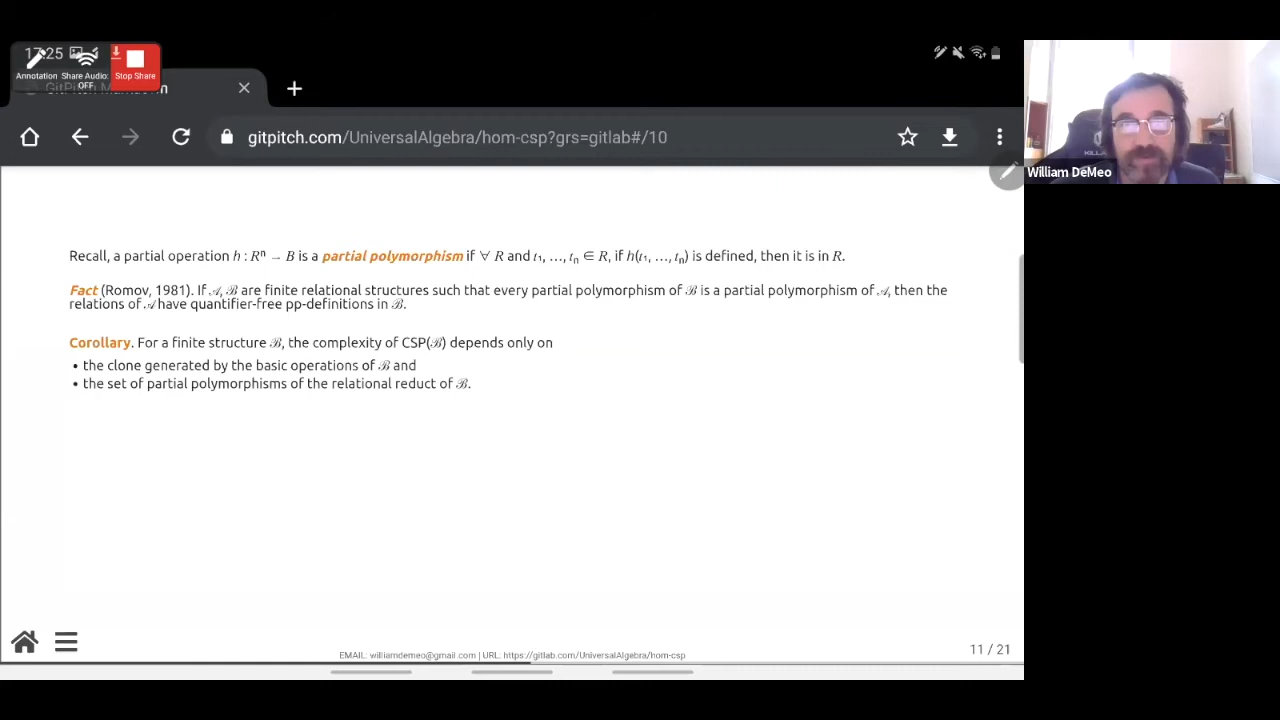 17:25
Annotation Share Audio: OFF Stop Share
gitpitch.com/UniversalAlgebra/hom-csp?grs=gitlab#/10
William DeMeo
Recall, a partial operation h : Rⁿ → B is a partial polymorphism if ∀ R and t₁, …, tₙ ∈ R, if h(t₁, …, tₙ) is defined, then it is in R.
Fact (Romov, 1981). If 𝒜, ℬ are finite relational structures such that every partial polymorphism of ℬ is a partial polymorphism of 𝒜, then the
relations of 𝒜 have quantifier-free pp-definitions in ℬ.
Corollary. For a finite structure ℬ, the complexity of CSP(ℬ) depends only on
• the clone generated by the basic operations of ℬ and
• the set of partial polymorphisms of the relational reduct of ℬ.
EMAIL: williamdemeo@gmail.com | URL: https://gitlab.com/UniversalAlgebra/hom-csp
11 / 21